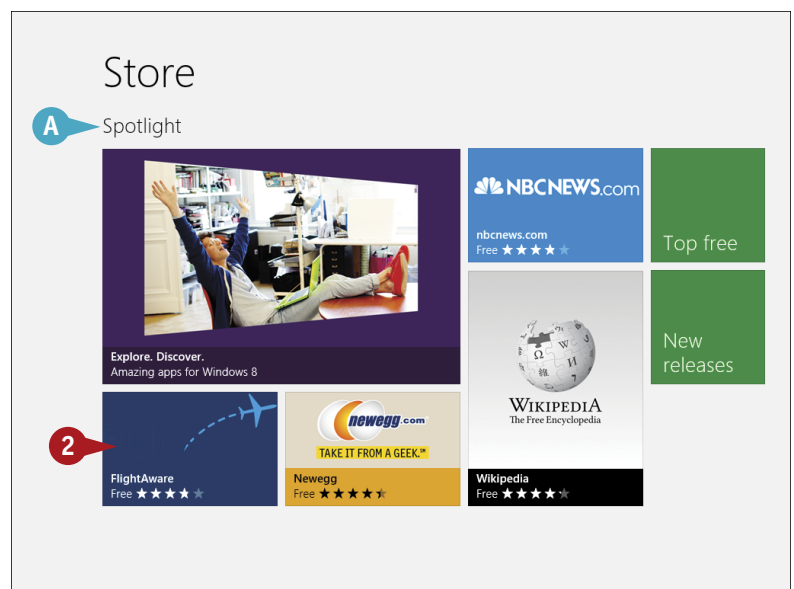 Store
A
Spotlight
NBCNEWS.com
nbcnews.com
Free
Top free
New
releases
Explore. Discover.
Amazing apps for Windows 8
Ω
W
И
WIKIPEDIA
The Free Encyclopedia
Wikipedia
Free
2
FlightAware
Free
newegg.com
TAKE IT FROM A GEEK.℠
Newegg
Free